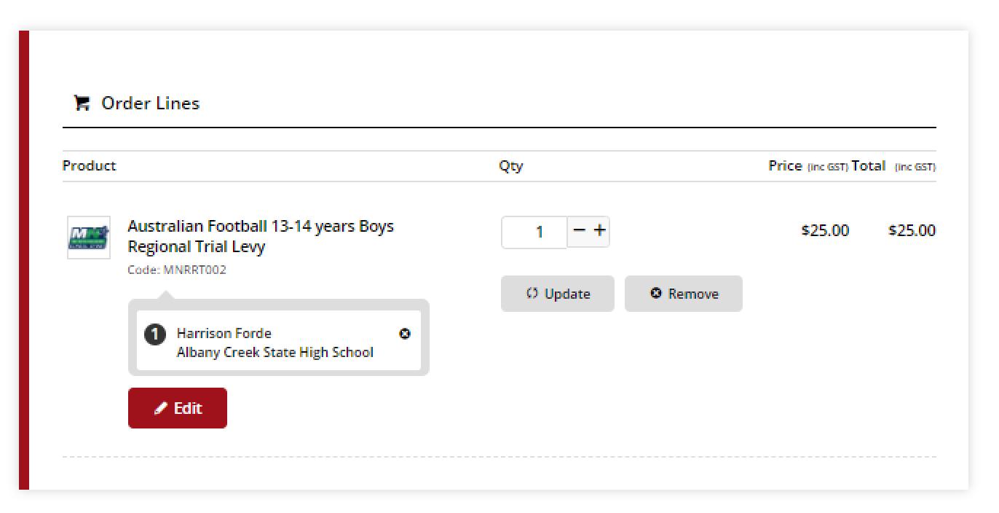 Order Lines
Product Qty Price (inc GST) Total (inc GST)
Australian Football 13-14 years Boys
Regional Trial Levy
Code: MNRRT002
1 − +
$25.00 $25.00
Update Remove
1 Harrison Forde
Albany Creek State High School
Edit